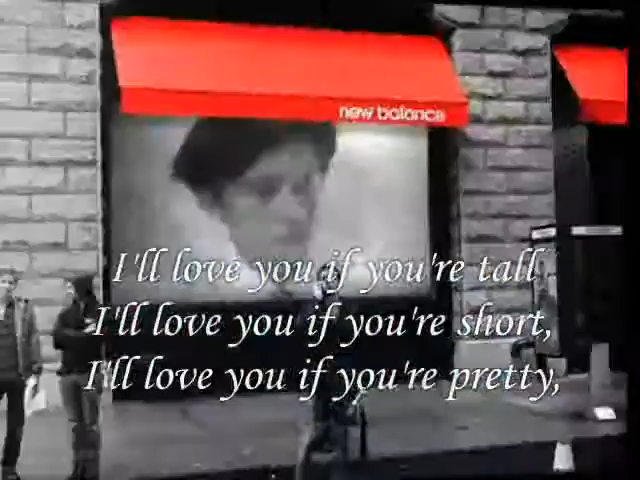 new balance
I'll love you if you're tall
I'll love you if you're short,
I'll love you if you're pretty,